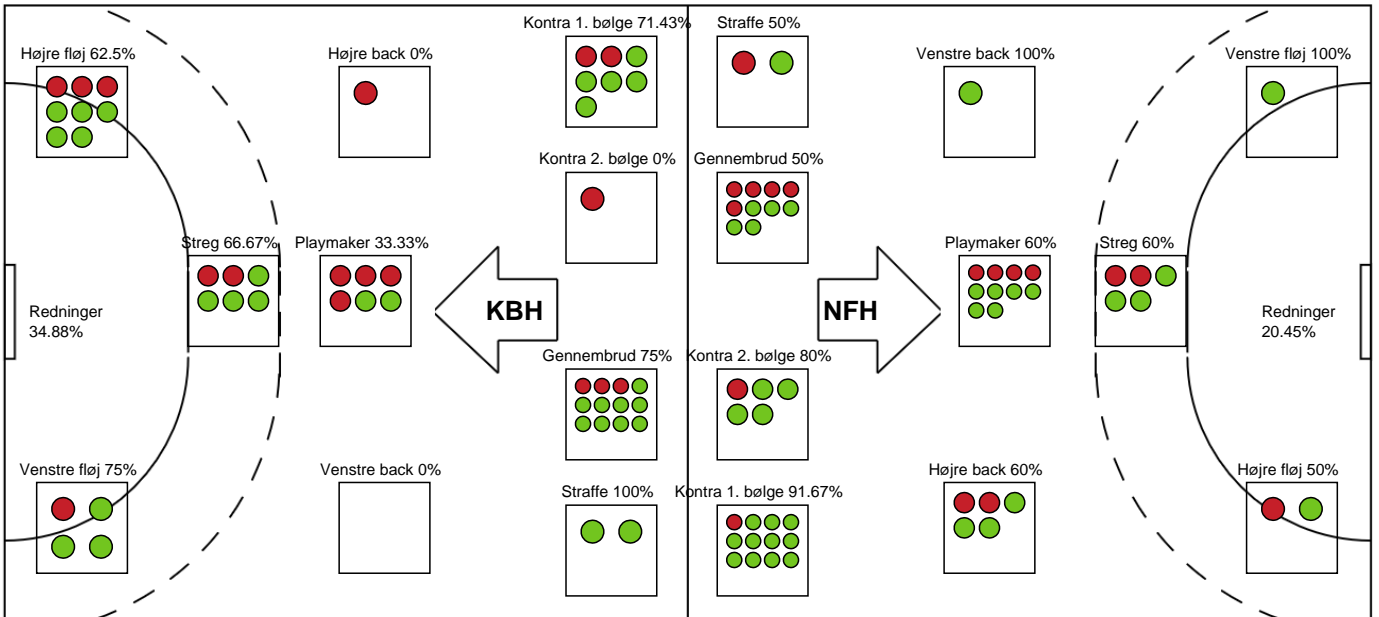 Kontra 1. bølge 71.43%
Straffe 50%
Højre fløj 62.5%
Højre back 0%
Venstre back 100%
Venstre fløj 100%
Kontra 2. bølge 0%
Gennembrud 50%
Streg 66.67%
Playmaker 33.33%
Playmaker 60%
Streg 60%
Redninger
34.88%
KBH
NFH
Redninger
20.45%
Gennembrud 75%
Kontra 2. bølge 80%
Venstre fløj 75%
Venstre back 0%
Højre back 60%
Højre fløj 50%
Straffe 100%
Kontra 1. bølge 91.67%